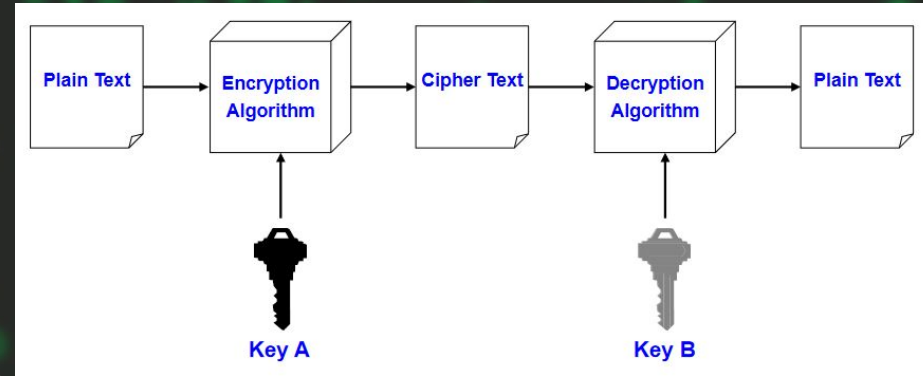 Plain Text
Encryption
Algorithm
Cipher Text
Decryption
Algorithm
Plain Text
Key A
Key B